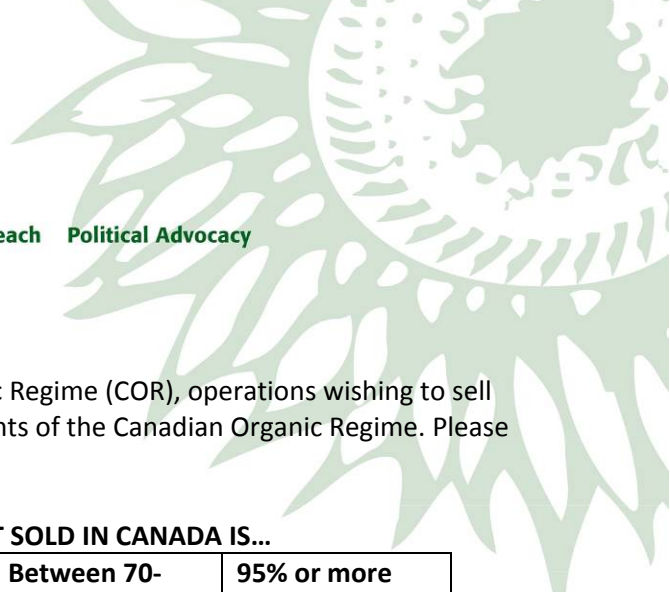 each Political Advocacy
c Regime (COR), operations wishing to sell
nts of the Canadian Organic Regime. Please
T SOLD IN CANADA IS…
Between 70- 95% or more